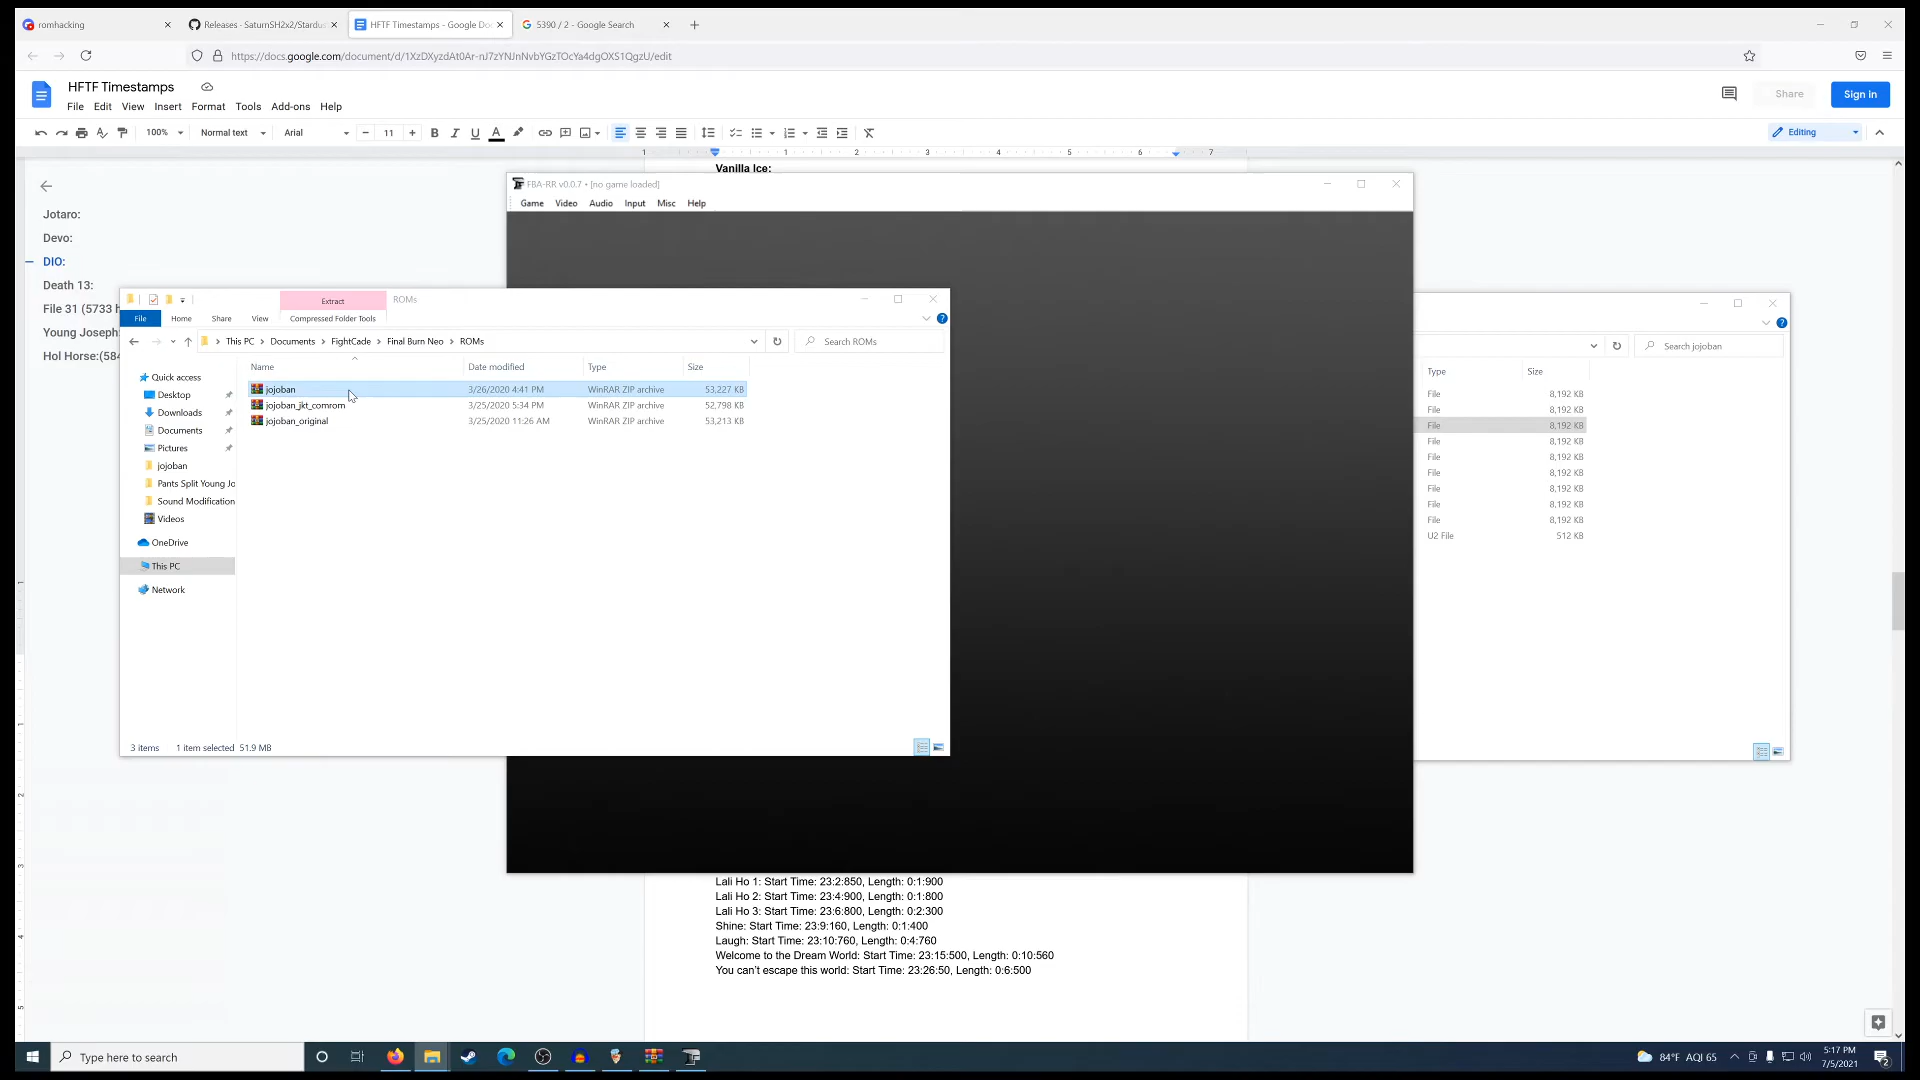 romhacking
Releases - SaturnSH2x2/Stardu
HFTF Timestamps - Google Doc
5390 / 2 - Google Search
https://docs.google.com/document/d/1XzDXyzdAt0Ar-nJ7zYNJnNvbYGzTOcYa4dgOXS1QgzU/edit
HFTF Timestamps
File Edit View Insert Format Tools Add-ons Help
Share
Sign in
100% Normal text Arial 11
Editing
1 1 2 3 4 5 6 7
Vanilla Ice:
Jotaro:
Devo:
DIO:
Death 13:
File 31 (5733 h
Young Joseph:
Hol Horse:(584
FBA-RR v0.0.7 • [no game loaded]
Game Video Audio Input Misc Help
Extract
ROMs
File Home Share View Compressed Folder Tools
This PC > Documents > FightCade > Final Burn Neo > ROMs
Search ROMs
Name Date modified Type Size
jojoban 3/26/2020 4:41 PM WinRAR ZIP archive 53,227 KB
jojoban_jkt_comrom 3/25/2020 5:34 PM WinRAR ZIP archive 52,798 KB
jojoban_original 3/25/2020 11:26 AM WinRAR ZIP archive 53,213 KB
Quick access
Desktop
Downloads
Documents
Pictures
jojoban
Pants Split Young Jo
Sound Modification
Videos
OneDrive
This PC
Network
3 items 1 item selected 51.9 MB
Search jojoban
Type Size
File 8,192 KB
File 8,192 KB
File 8,192 KB
File 8,192 KB
File 8,192 KB
File 8,192 KB
File 8,192 KB
File 8,192 KB
File 8,192 KB
U2 File 512 KB
Lali Ho 1: Start Time: 23:2:850, Length: 0:1:900
Lali Ho 2: Start Time: 23:4:900, Length: 0:1:800
Lali Ho 3: Start Time: 23:6:800, Length: 0:2:300
Shine: Start Time: 23:9:160, Length: 0:1:400
Laugh: Start Time: 23:10:760, Length: 0:4:760
Welcome to the Dream World: Start Time: 23:15:500, Length: 0:10:560
You can't escape this world: Start Time: 23:26:50, Length: 0:6:500
Type here to search
84°F AQI 65
5:17 PM
7/5/2021
2